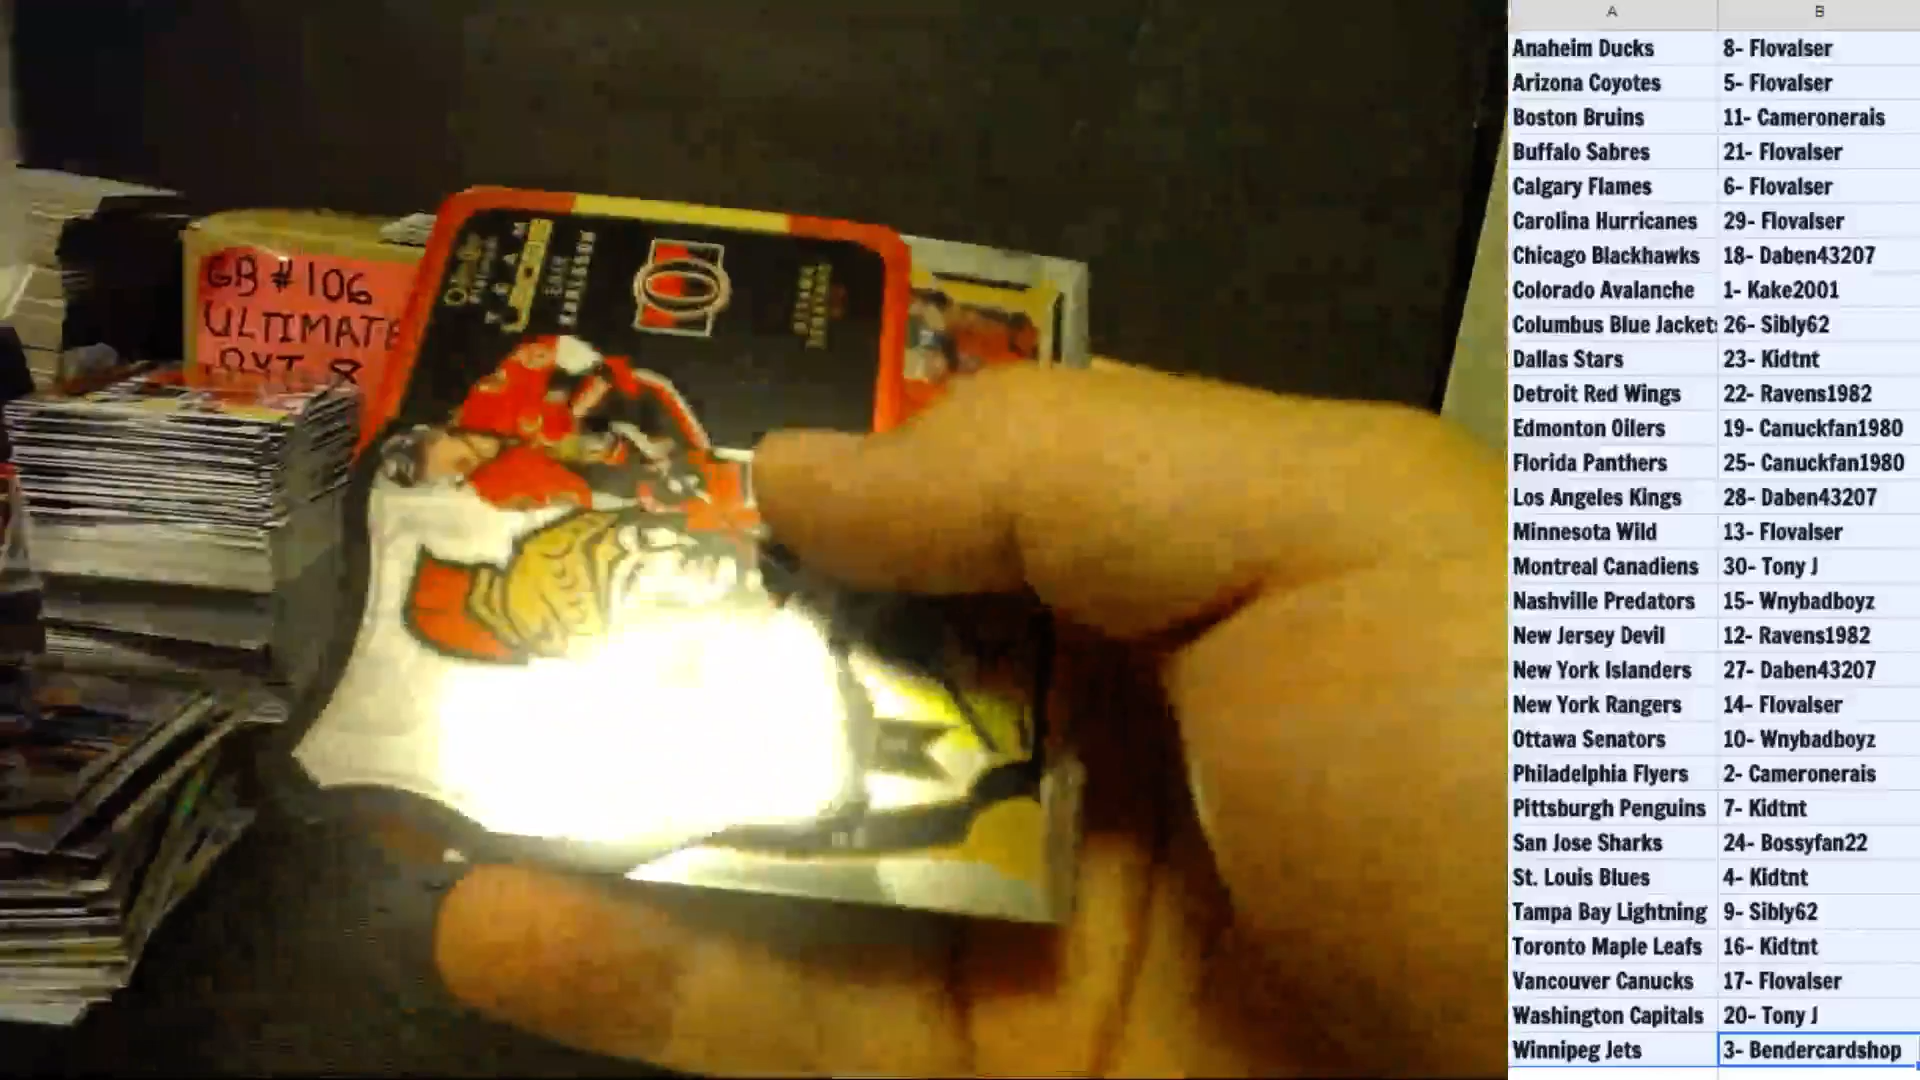 A B
Anaheim Ducks 8- Flovalser
Arizona Coyotes 5- Flovalser
Boston Bruins 11- Cameronerais
Buffalo Sabres 21- Flovalser
Calgary Flames 6- Flovalser
Carolina Hurricanes 29- Flovalser
Chicago Blackhawks 18- Daben43207
Colorado Avalanche 1- Kake2001
Columbus Blue Jackets 26- Sibly62
Dallas Stars 23- Kidtnt
Detroit Red Wings 22- Ravens1982
Edmonton Oilers 19- Canuckfan1980
Florida Panthers 25- Canuckfan1980
Los Angeles Kings 28- Daben43207
Minnesota Wild 13- Flovalser
Montreal Canadiens 30- Tony J
Nashville Predators 15- Wnybadboyz
New Jersey Devil 12- Ravens1982
New York Islanders 27- Daben43207
New York Rangers 14- Flovalser
Ottawa Senators 10- Wnybadboyz
Philadelphia Flyers 2- Cameronerais
Pittsburgh Penguins 7- Kidtnt
San Jose Sharks 24- Bossyfan22
St. Louis Blues 4- Kidtnt
Tampa Bay Lightning 9- Sibly62
Toronto Maple Leafs 16- Kidtnt
Vancouver Canucks 17- Flovalser
Washington Capitals 20- Tony J
Winnipeg Jets 3- Bendercardshop
GB #106
ULTIMATE
TEAM
LOGO
ERIK
KARLSSON
OTTAWA
SENATORS